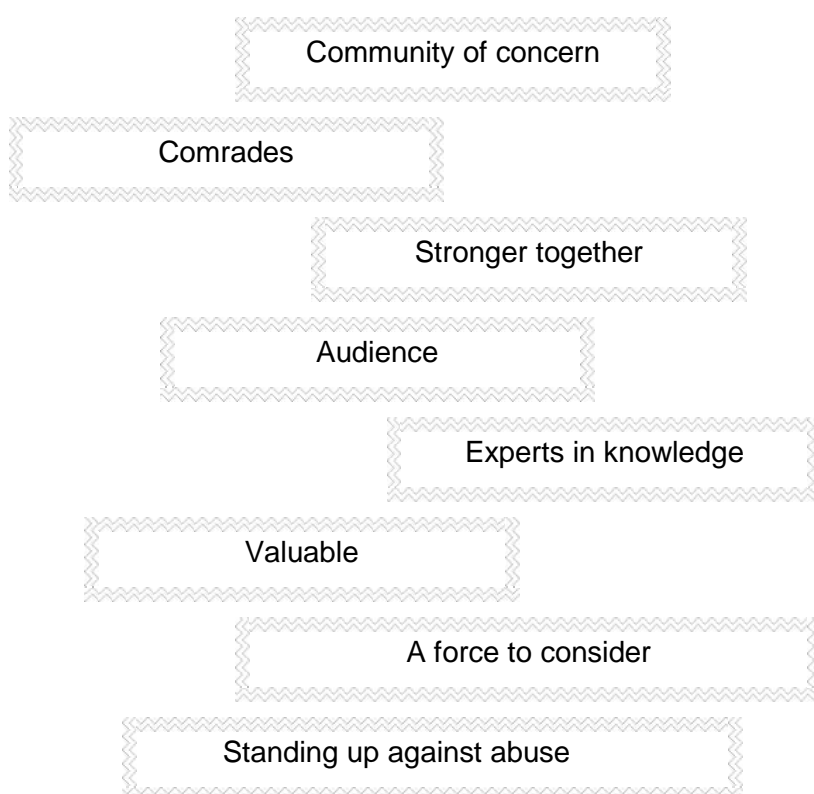 Community of concern
Comrades
Stronger together
Audience
Experts in knowledge
Valuable
A force to consider
Standing up against abuse